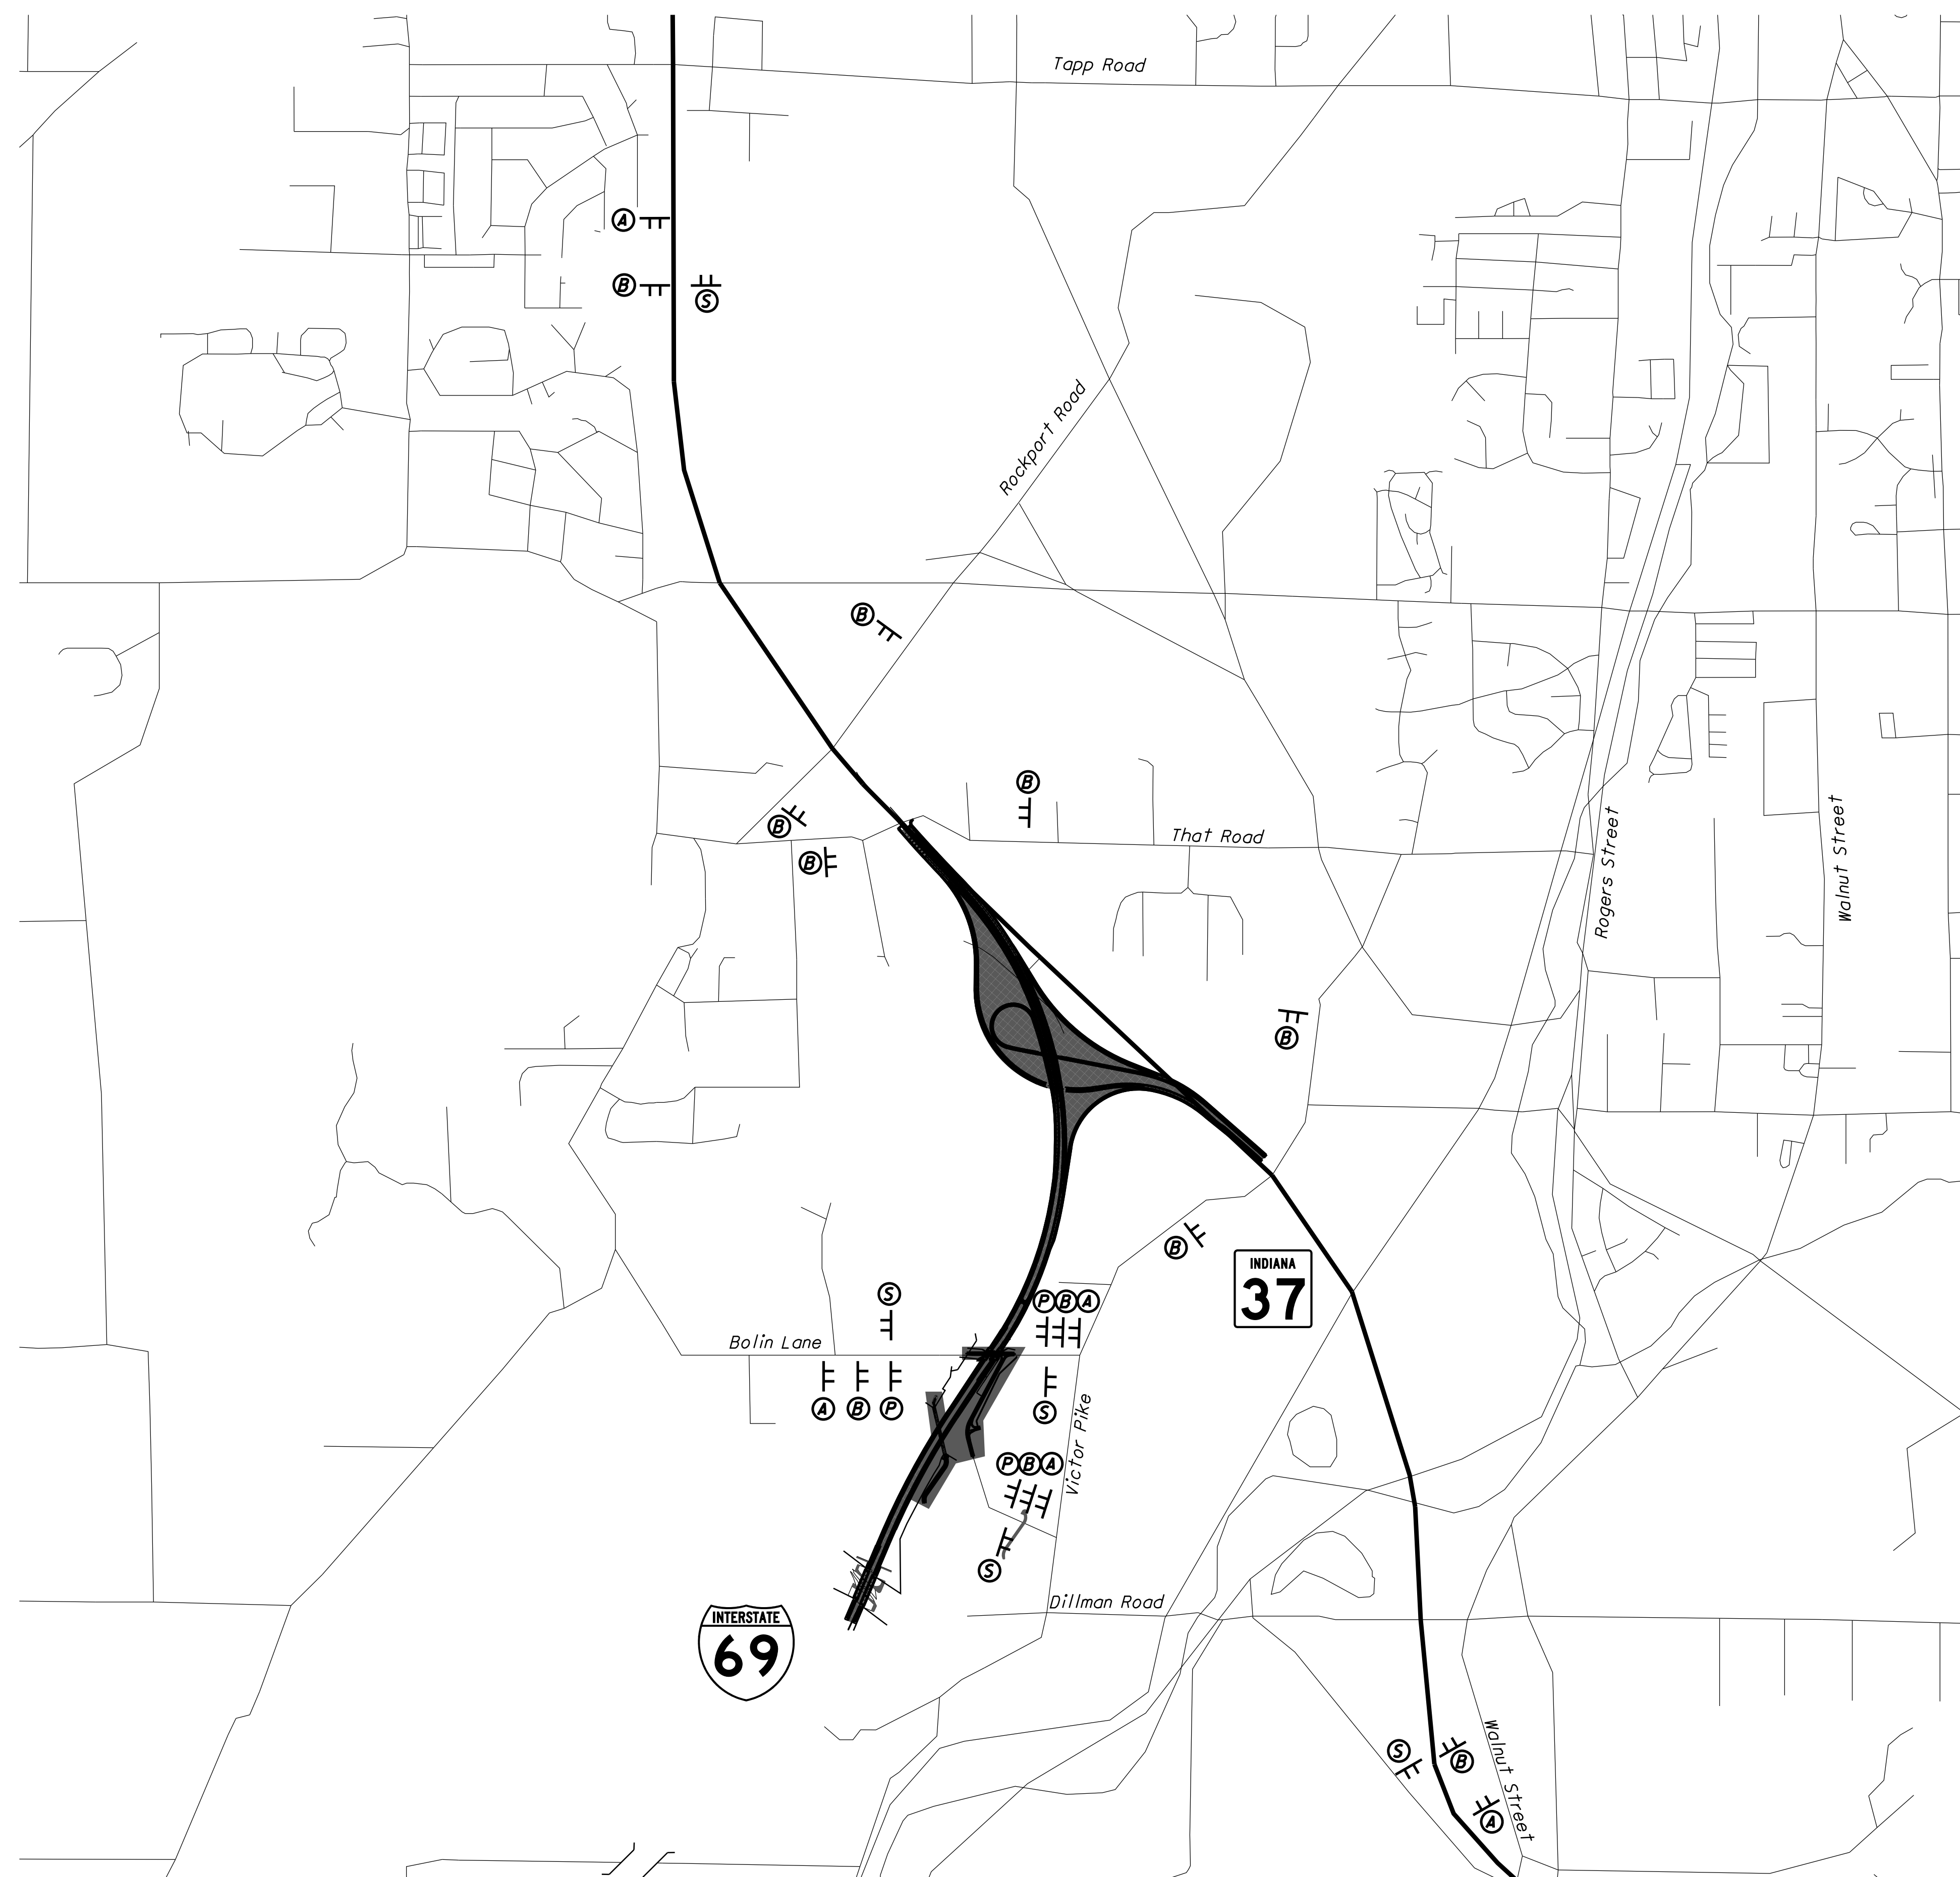 Tapp Road
A
B
S
Rockport Road
B
B
B
That Road
B
Rogers Street
Walnut Street
B
B
INDIANA
37
S
P B A
Bolin Lane
A B P
S
Victor Pike
P B A
S
Dillman Road
INTERSTATE
69
S
B
Walnut Street
A